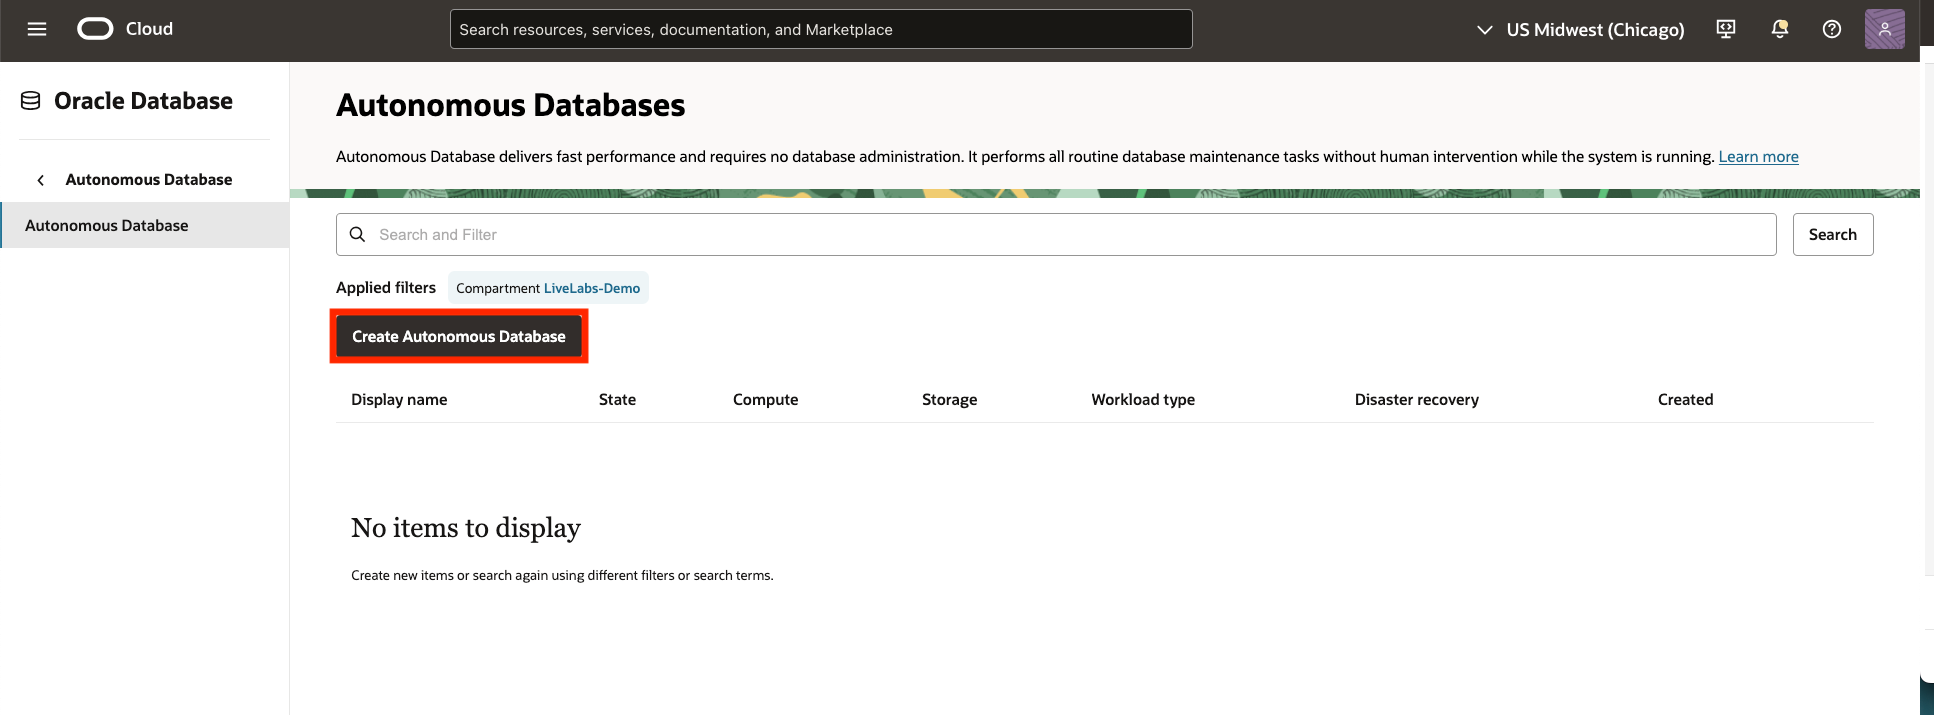 Cloud
Search resources, services, documentation, and Marketplace
US Midwest (Chicago)
Oracle Database
Autonomous Database
Autonomous Database
Autonomous Databases
Autonomous Database delivers fast performance and requires no database administration. It performs all routine database maintenance tasks without human intervention while the system is running. Learn more
Search and Filter
Search
Applied filters
Compartment LiveLabs-Demo
Create Autonomous Database
Display name State Compute Storage Workload type Disaster recovery Created
No items to display
Create new items or search again using different filters or search terms.